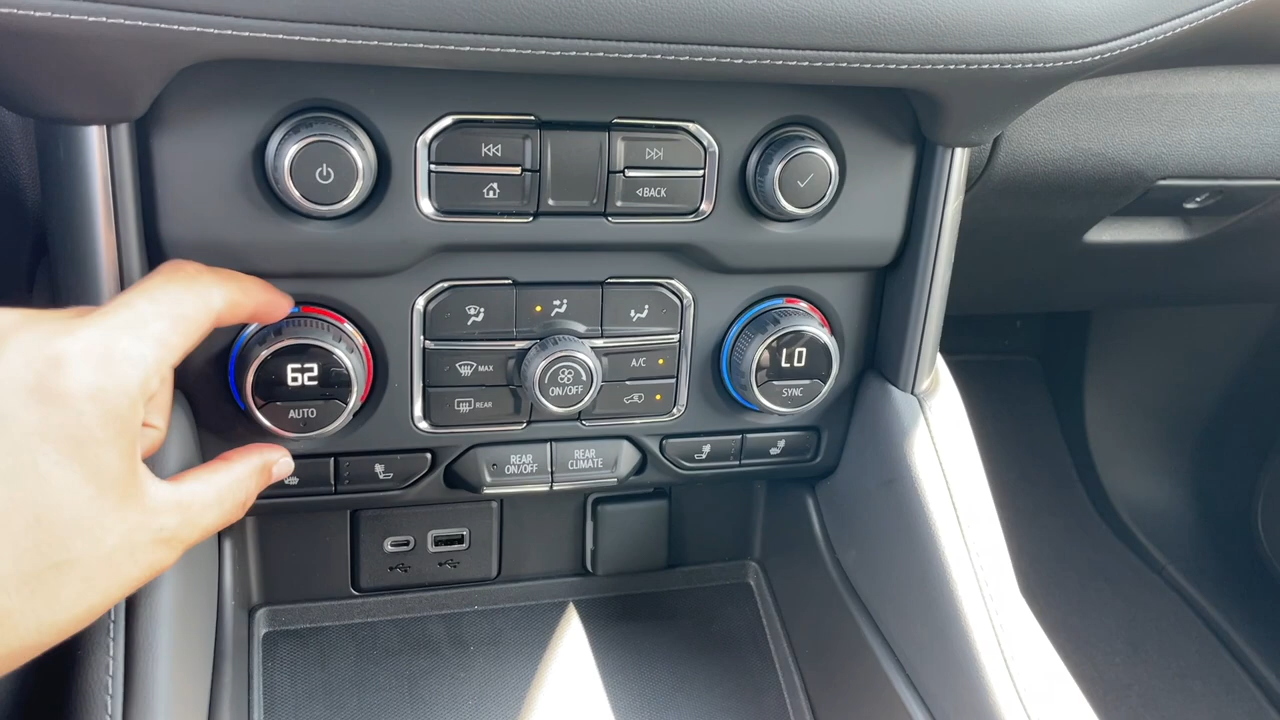 BACK
62
AUTO
MAX
REAR
ON/OFF
A/C
LO
SYNC
REAR
ON/OFF
REAR
CLIMATE